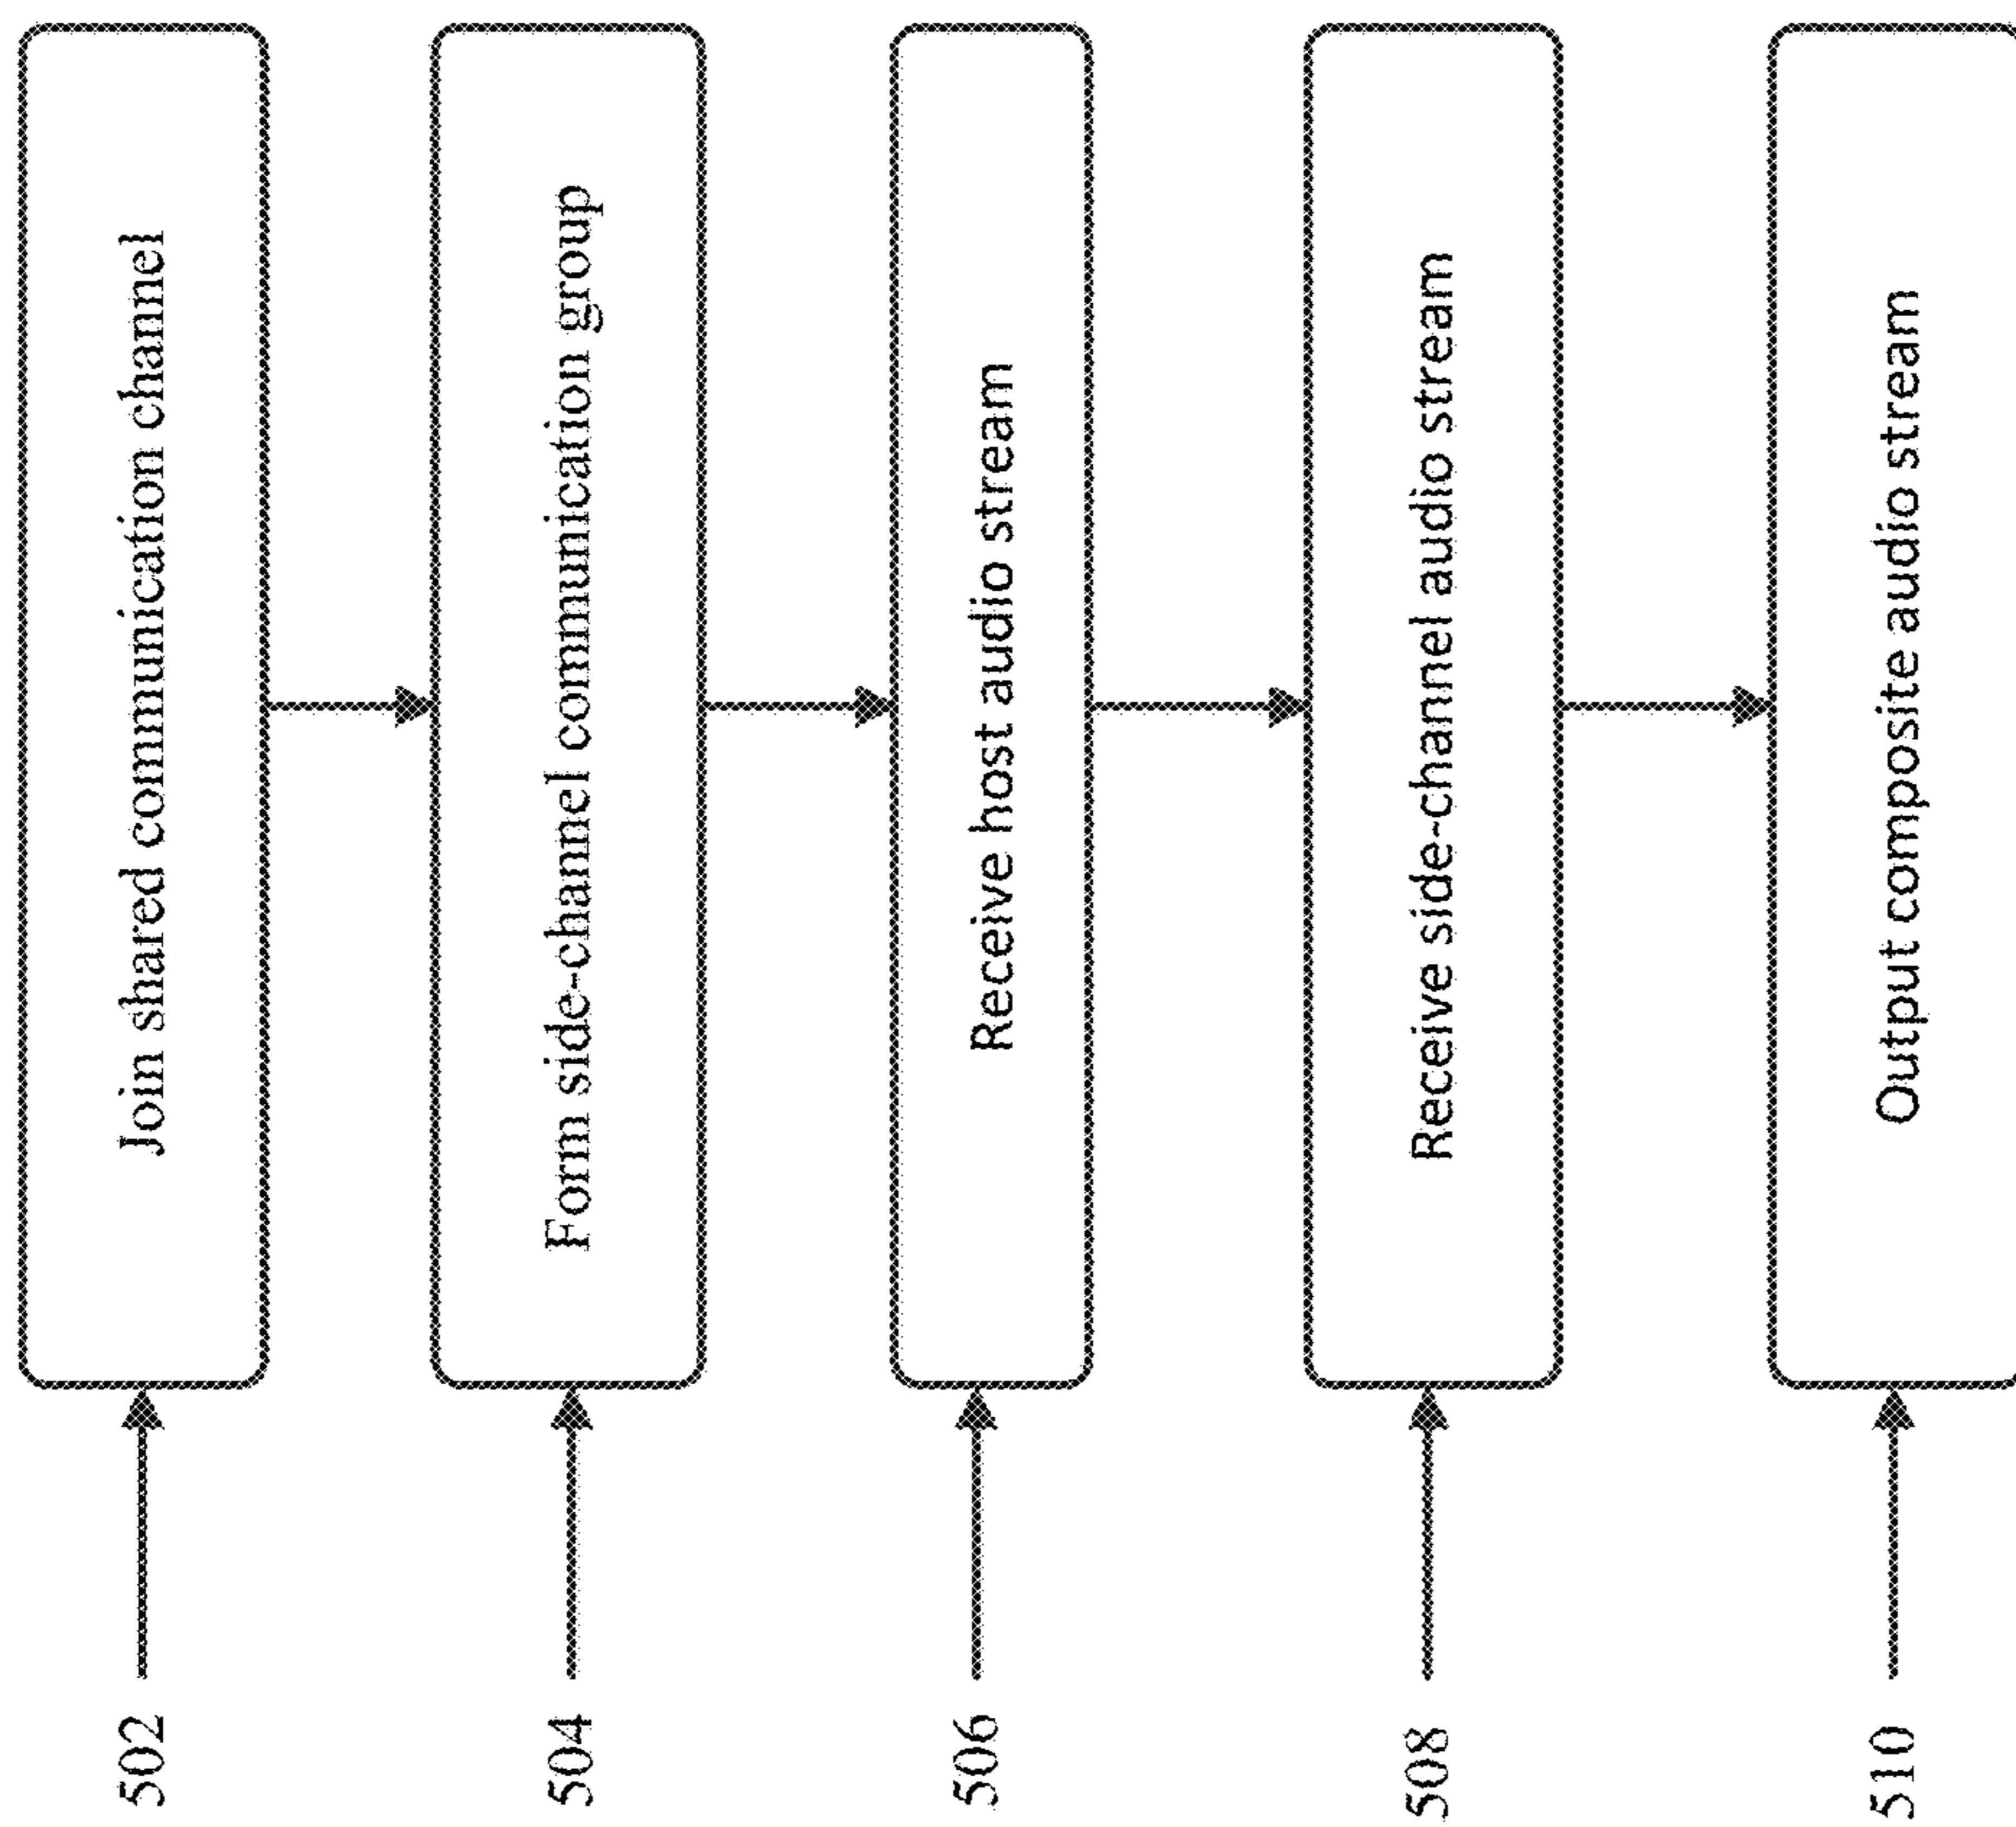 502
Join shared communication channel
504
Form side-channel communication group
506
Receive host audio stream
508
Receive side-channel audio stream
510
Output composite audio stream